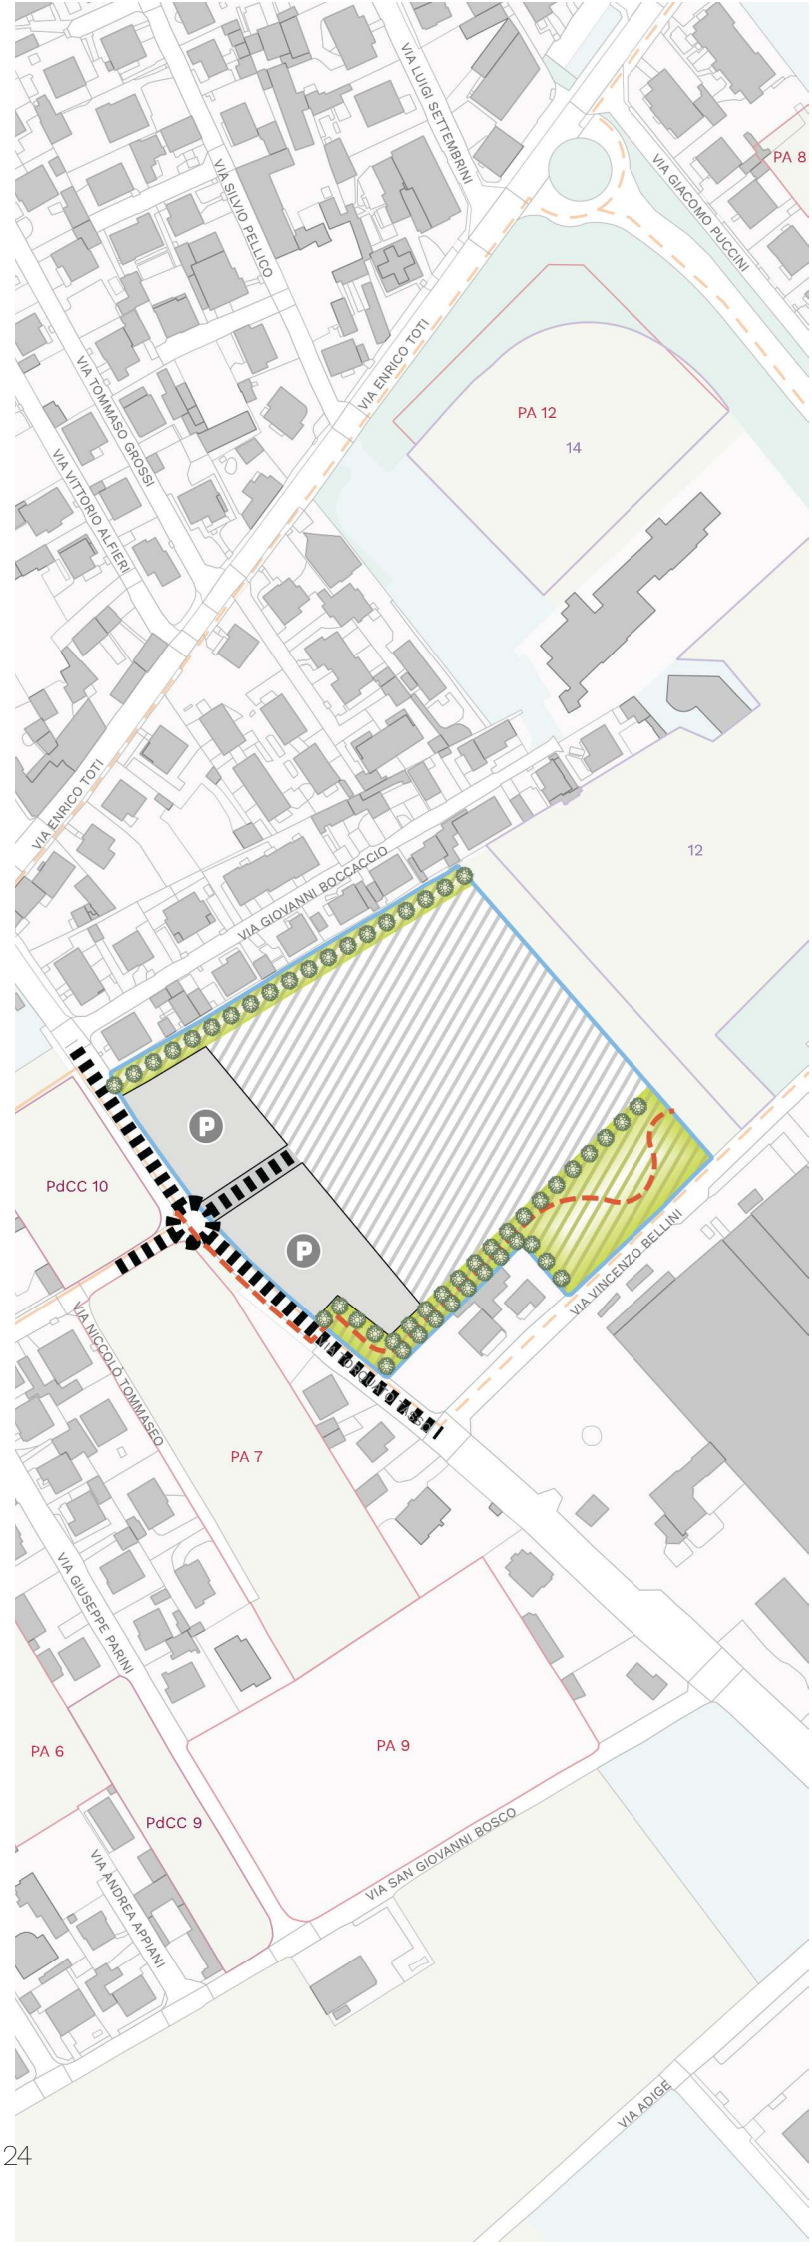 VIA LUIGI SETTEMBRINI
PA 8
VIA SILVIO PELLICO
VIA GIACOMO PUCCINI
VIA ENRICO TOTI
VIA TOMMASO GROSSI
PA 12
14
VIA VITTORIO ALFIERI
VIA ENRICO TOTI
12
VIA GIOVANNI BOCCACCIO
P
PdCC 10
P
VIA VINCENZO BELLINI
VIA NICCOLÒ TOMMASEO
PA 7
VIA GIUSEPPE PARINI
PA 6
PA 9
PdCC 9
VIA SAN GIOVANNI BOSCO
VIA ANDREA APPIANI
VIA ADIGE
24